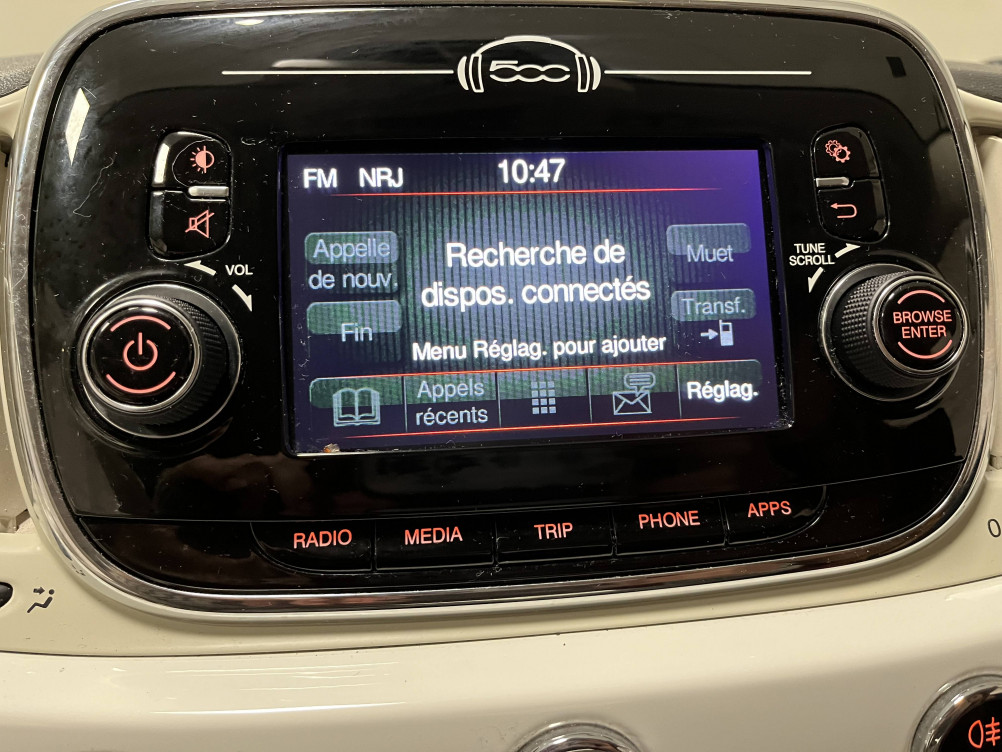 500
FM NRJ 10:47
Appelle
de nouv.
Recherche de
dispos. connectés
Muet
Fin
Transf.
Menu Réglag. pour ajouter
Appels
récents
Réglag.
VOL
TUNE
SCROLL
BROWSE
ENTER
RADIO
MEDIA
TRIP
PHONE
APPS
0